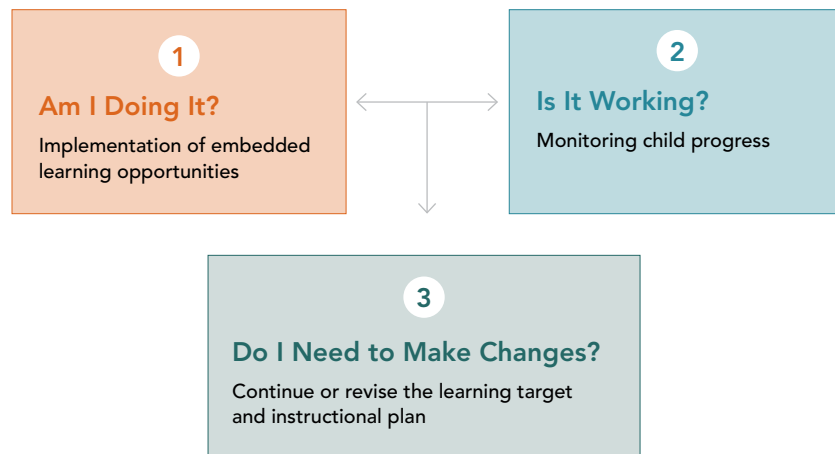 1
Am I Doing It?
Implementation of embedded
learning opportunities
2
Is It Working?
Monitoring child progress
3
Do I Need to Make Changes?
Continue or revise the learning target
and instructional plan